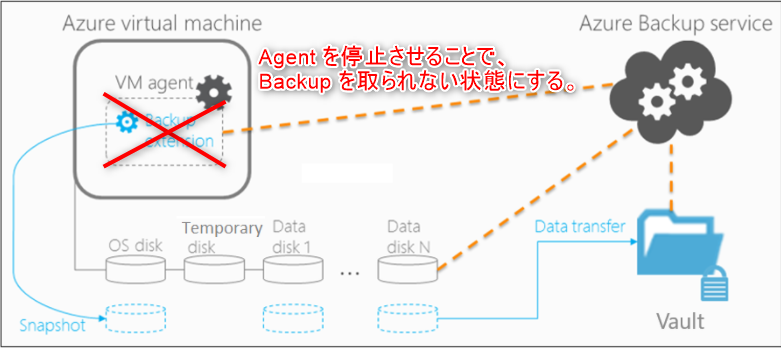 Azure virtual machine
Azure Backup service
Agent を停止させることで、
Backup を取られない状態にする。
VM agent
Backup
extension
OS disk
Temporary
disk
Data
disk 1
...
Data
disk N
Data transfer
Snapshot
Vault